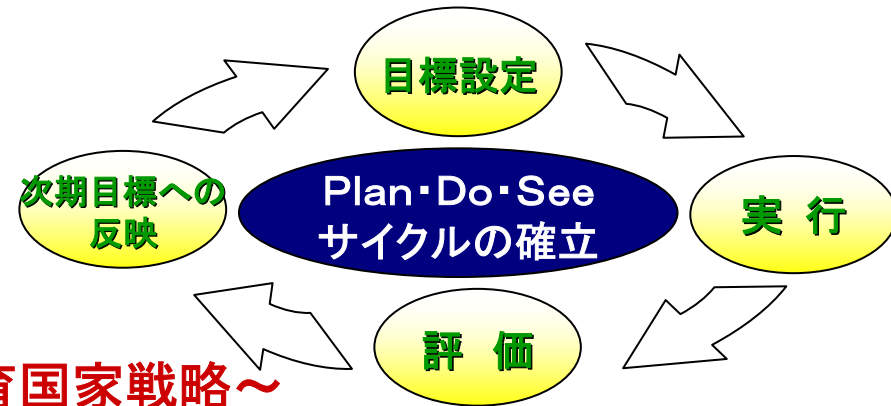 目標設定
次期目標への
反映
Plan・Do・See
サイクルの確立
実 行
評 価
育国家戦略～